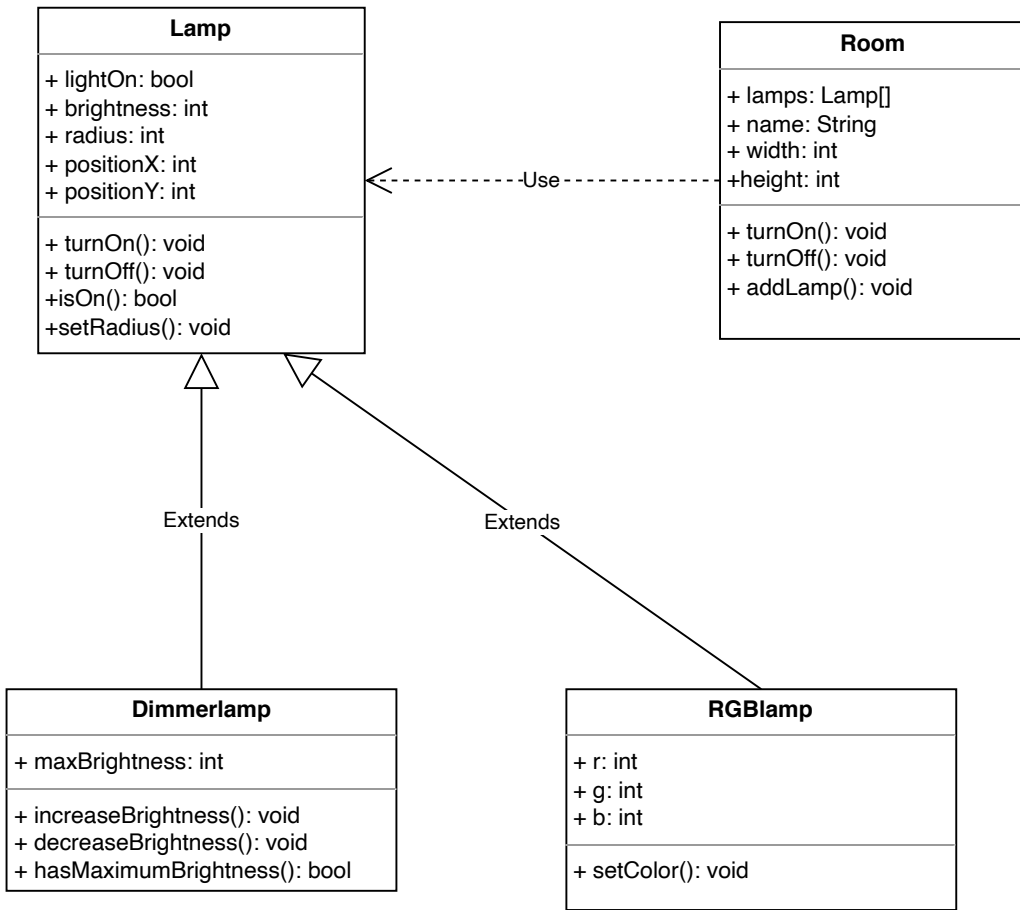 Lamp
+ lightOn: bool
+ brightness: int
+ radius: int
+ positionX: int
+ positionY: int
+ turnOn(): void
+ turnOff(): void
+isOn(): bool
+setRadius(): void
Use
Room
+ lamps: Lamp[]
+ name: String
+ width: int
+height: int
+ turnOn(): void
+ turnOff(): void
+ addLamp(): void
Extends
Extends
Dimmerlamp
+ maxBrightness: int
+ increaseBrightness(): void
+ decreaseBrightness(): void
+ hasMaximumBrightness(): bool
RGBlamp
+ r: int
+ g: int
+ b: int
+ setColor(): void